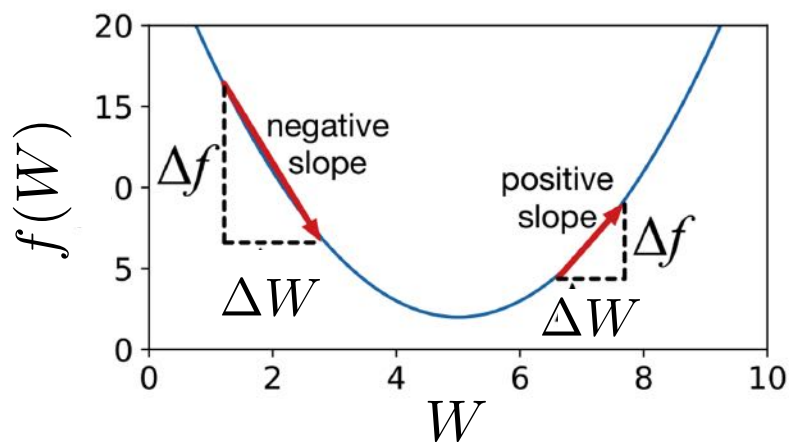 20
15
0
5
0
f(W)
Δf
negative
slope
ΔW
positive
slope
Δf
ΔW
0 2 4 6 8 10
W